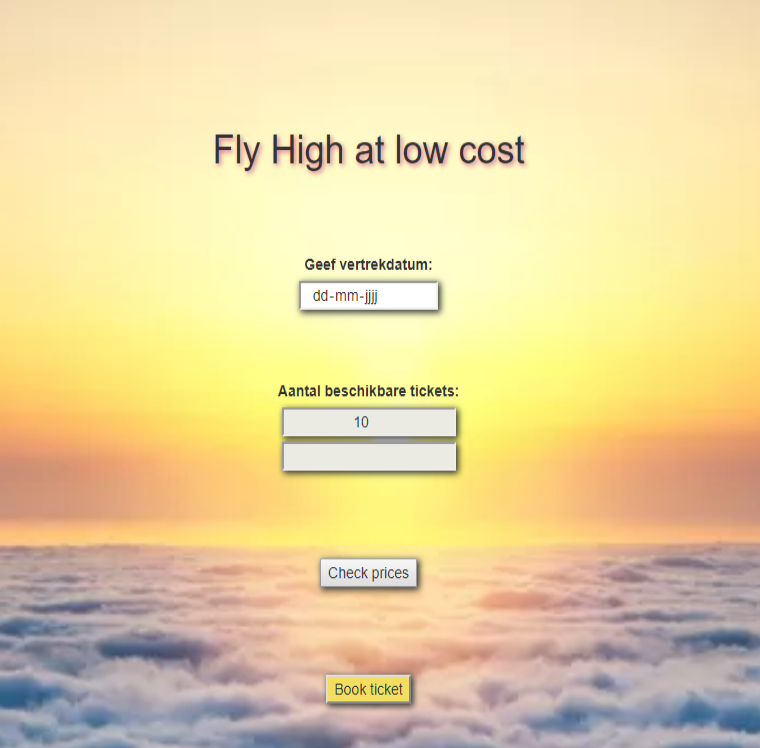 Fly High at low cost
Geef vertrekdatum:
dd-mm-jjjj
Aantal beschikbare tickets:
10
Check prices
Book ticket